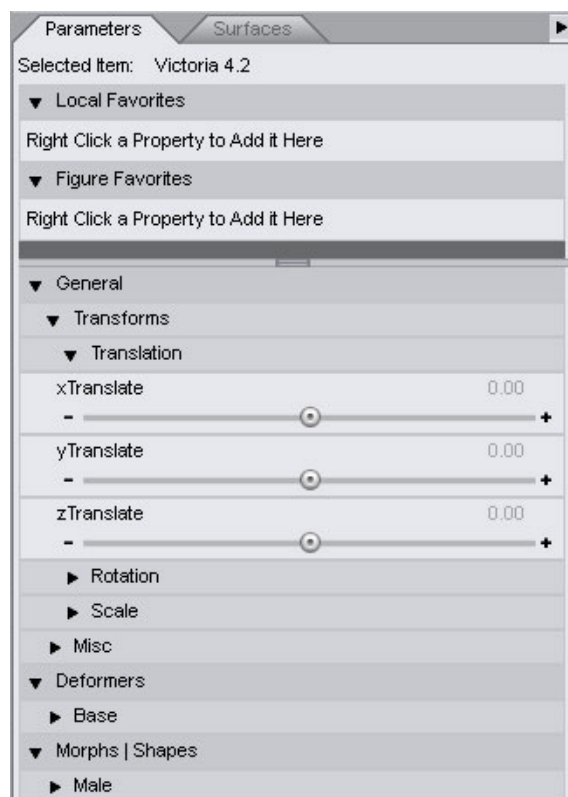 Parameters Surfaces
Selected Item: Victoria 4.2
Local Favorites
Right Click a Property to Add it Here
Figure Favorites
Right Click a Property to Add it Here
General
Transforms
Translation
xTranslate 0.00
- +
yTranslate 0.00
- +
zTranslate 0.00
- +
Rotation
Scale
Misc
Deformers
Base
Morphs | Shapes
Male